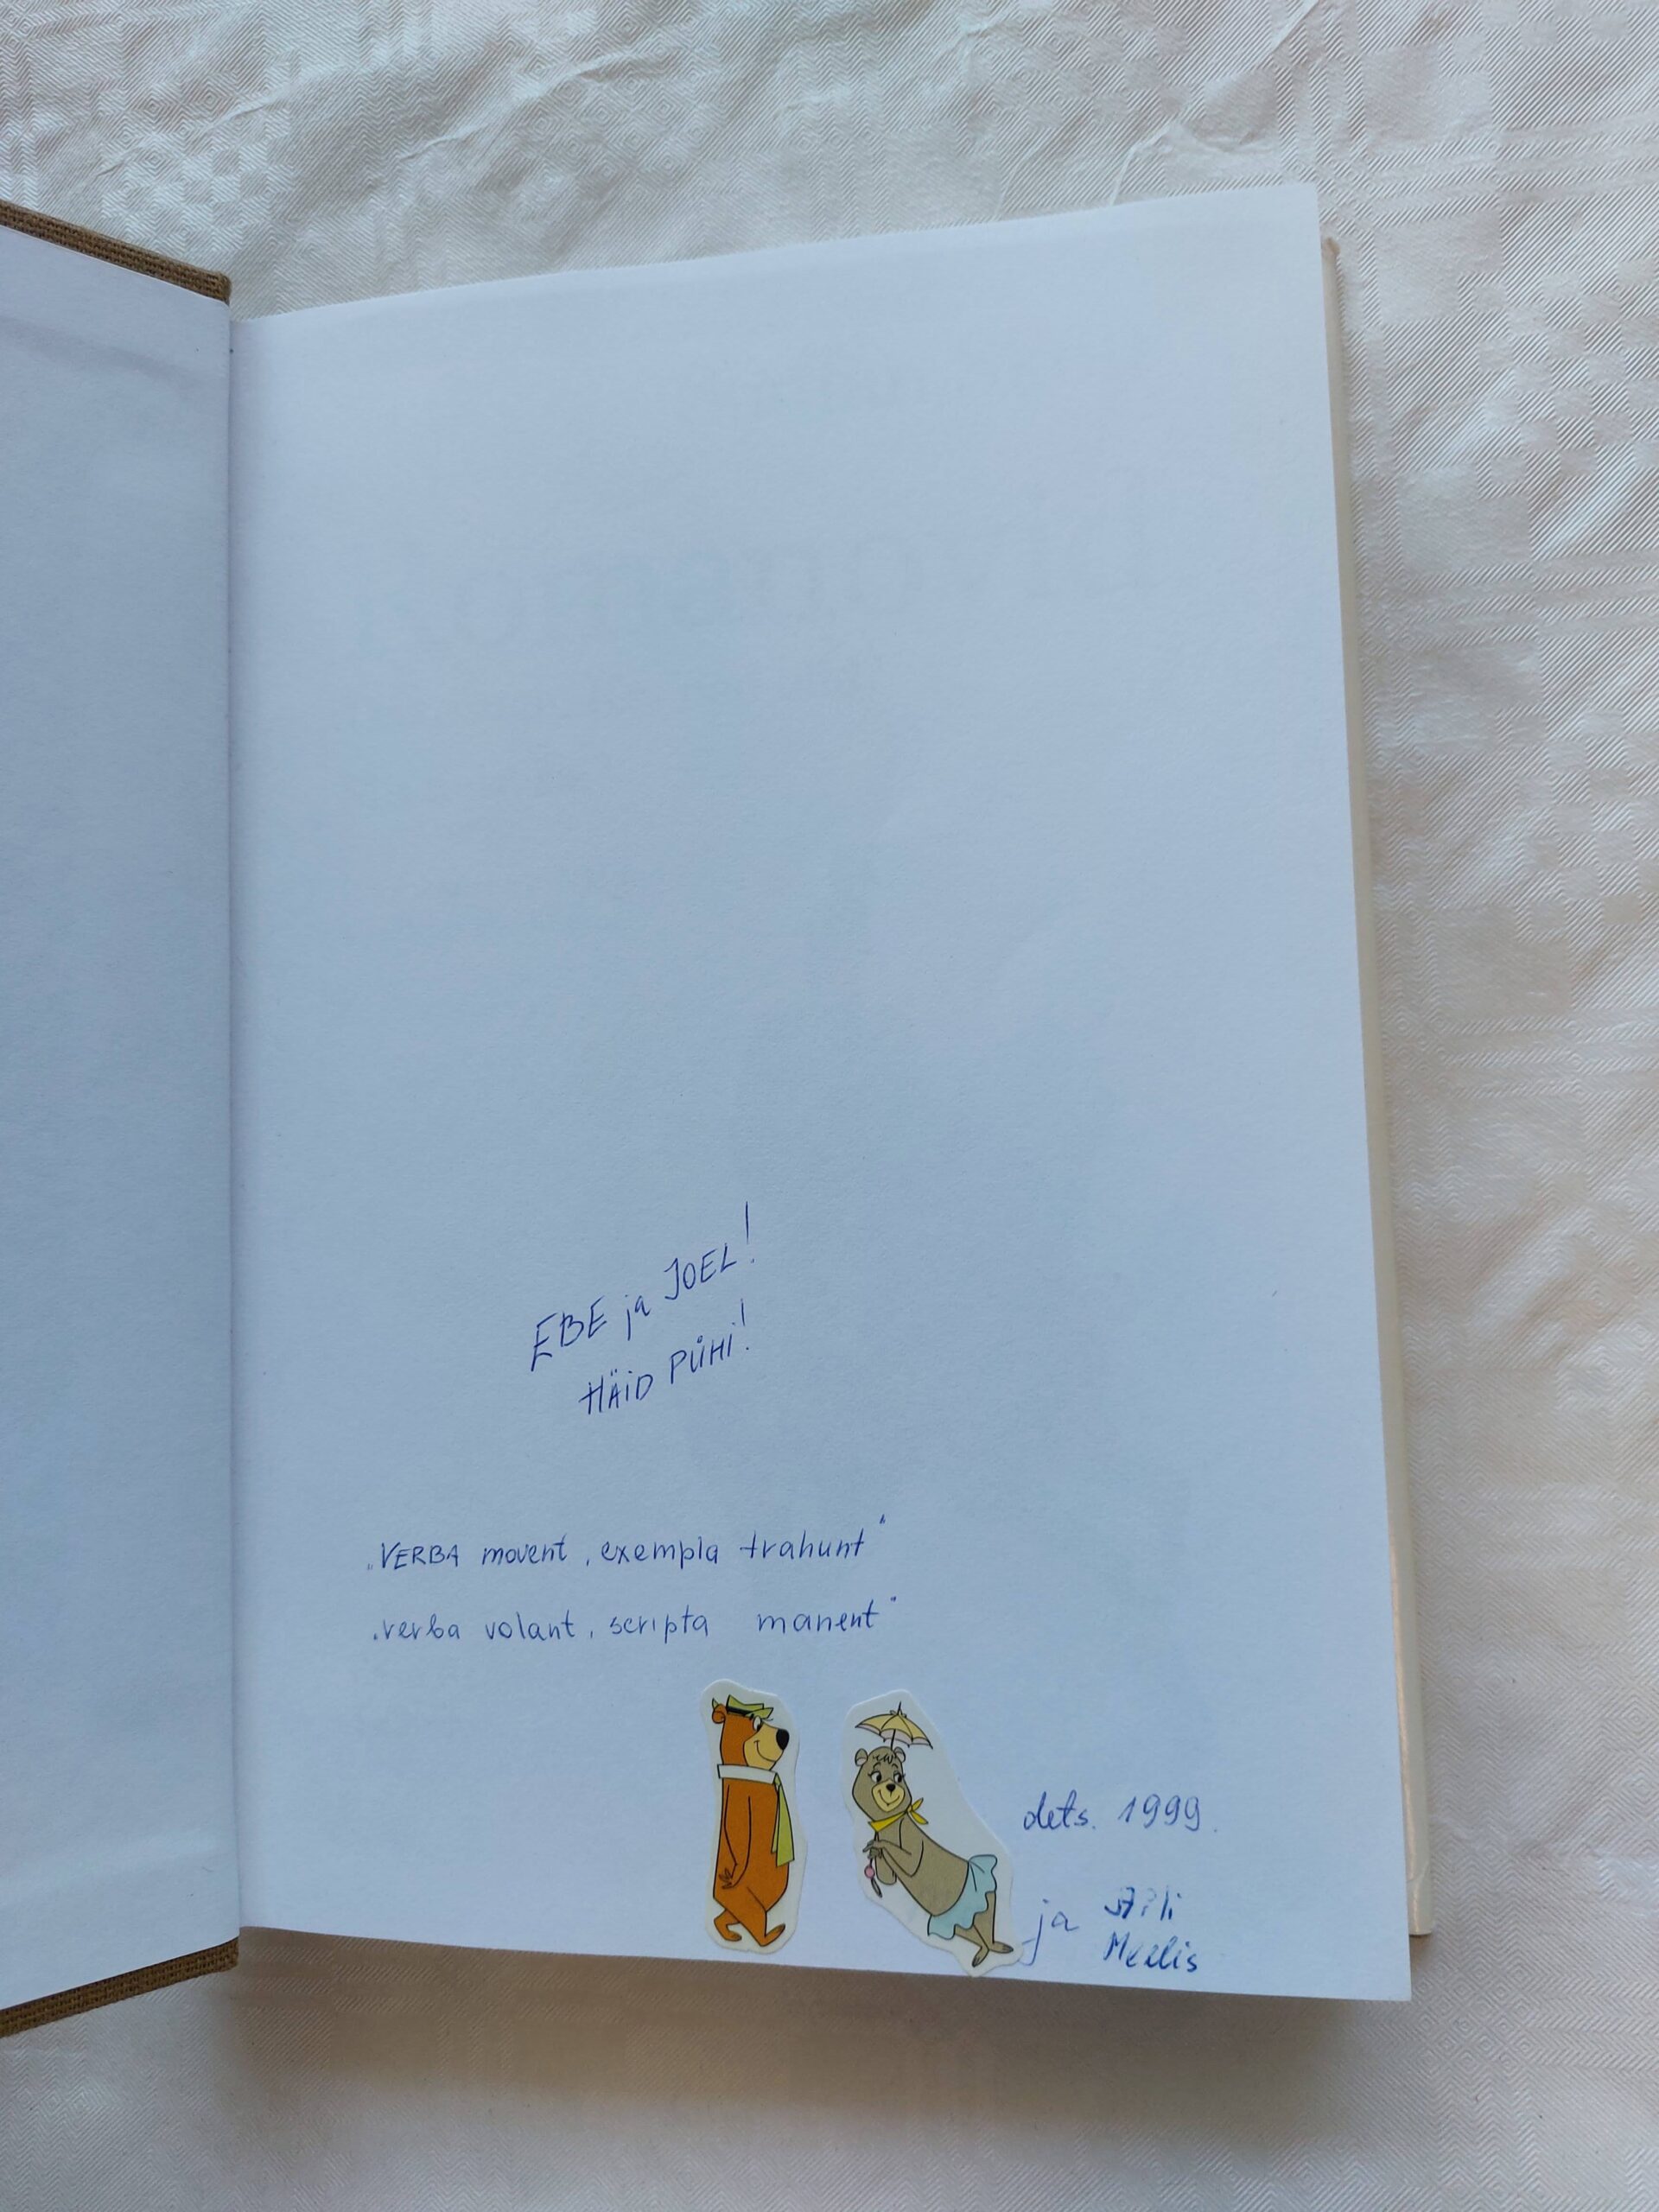 EBE ja JOEL!
HÄID PÜHI!
„VERBA movent, exempla trahunt"
„verba volant, scripta manent"
dets. 1999.
ja
Meelis